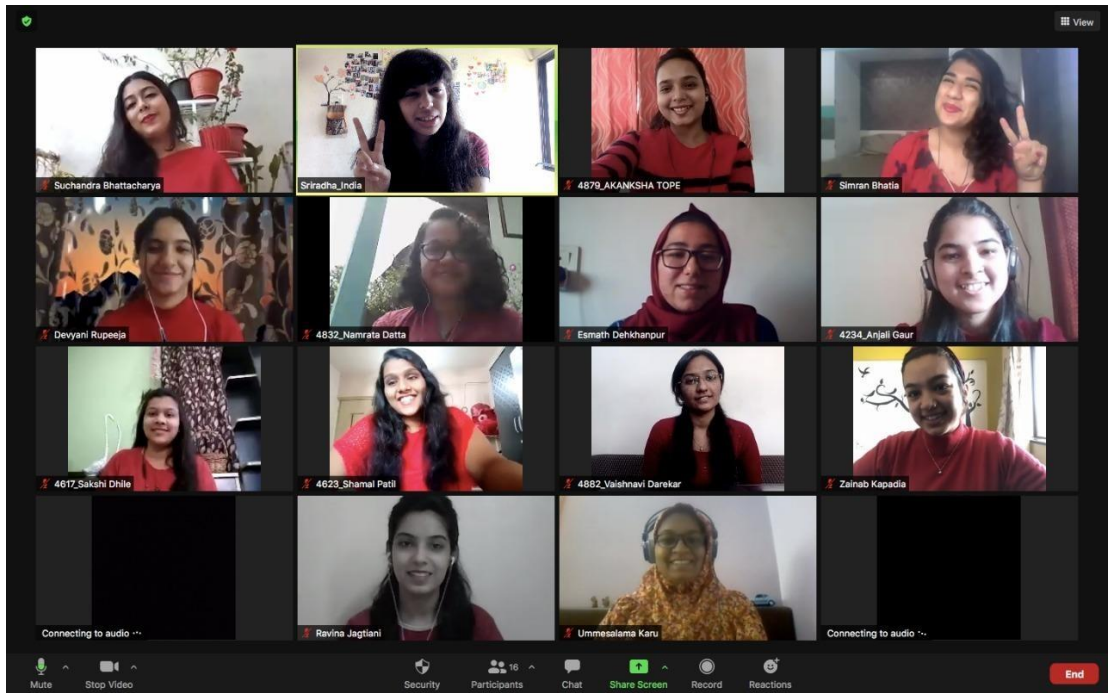 View
Suchandra Bhattacharya
Sriradha_India
4879_AKANKSHA TOPE
Simran Bhatia
Devyani Rupeeja
4832_Namrata Datta
Esmath Dehkhanpur
4234_Anjali Gaur
4617_Sakshi Dhile
4623_Shamal Patil
4882_Vaishnavi Darekar
Zainab Kapadia
Connecting to audio ···
Ravina Jagtiani
Ummesalama Karu
Connecting to audio ···
Mute
Stop Video
Security
16
Participants
Chat
Share Screen
Record
Reactions
End